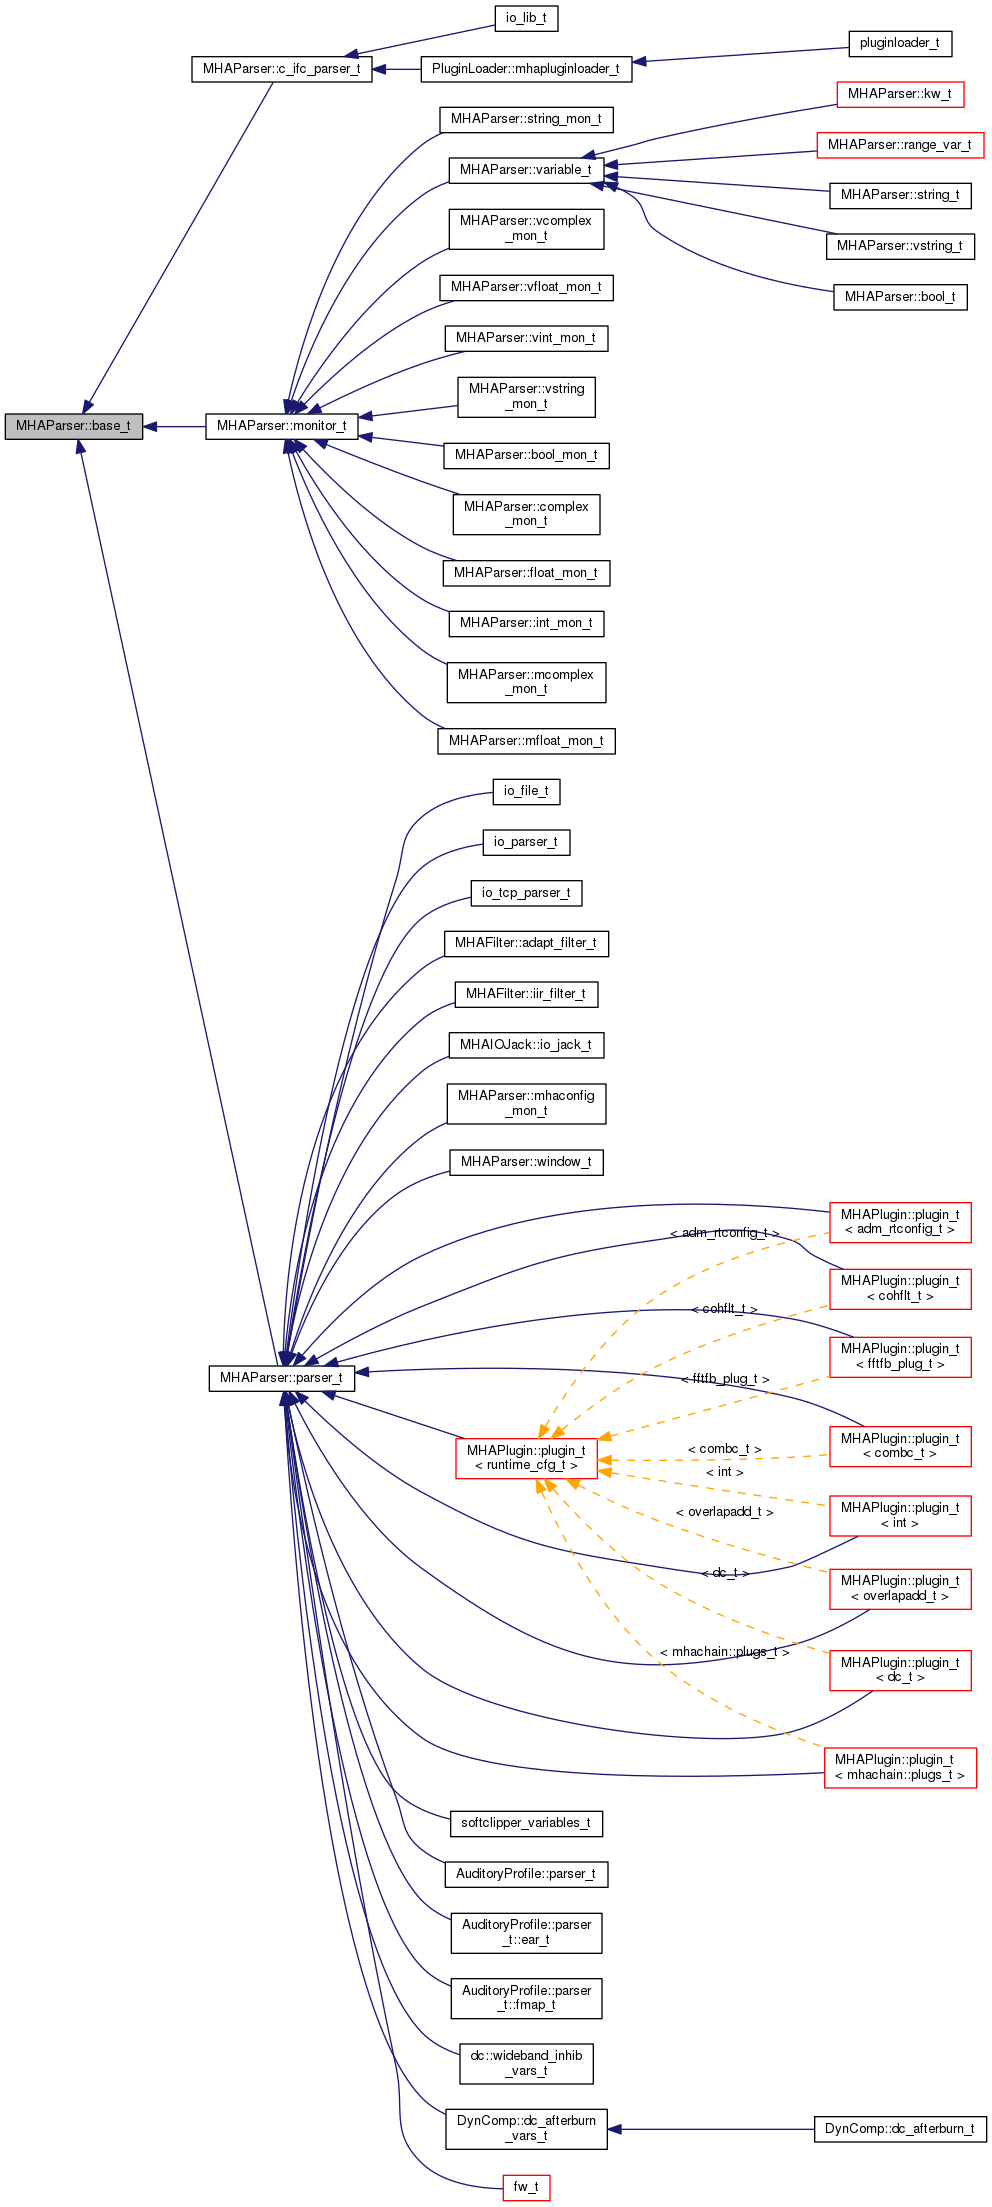 io_lib_t
pluginloader_t
MHAParser::c_ifc_parser_t
PluginLoader::mhapluginloader_t
MHAParser::kw_t
MHAParser::string_mon_t
MHAParser::range_var_t
MHAParser::variable_t
MHAParser::string_t
MHAParser::vcomplex
_mon_t
MHAParser::vstring_t
MHAParser::vfloat_mon_t
MHAParser::bool_t
MHAParser::vint_mon_t
MHAParser::vstring
_mon_t
MHAParser::base_t
MHAParser::monitor_t
MHAParser::bool_mon_t
MHAParser::complex
_mon_t
MHAParser::float_mon_t
MHAParser::int_mon_t
MHAParser::mcomplex
_mon_t
MHAParser::mfloat_mon_t
io_file_t
io_parser_t
io_tcp_parser_t
MHAFilter::adapt_filter_t
MHAFilter::iir_filter_t
MHAIOJack::io_jack_t
MHAParser::mhaconfig
_mon_t
MHAParser::window_t
MHAPlugin::plugin_t
< adm_rtconfig_t >
< adm_rtconfig_t >
MHAPlugin::plugin_t
< cohflt_t >
< cohflt_t >
MHAPlugin::plugin_t
< fftfb_plug_t >
MHAParser::parser_t
< fftfb_plug_t >
MHAPlugin::plugin_t
< runtime_cfg_t >
< combc_t >
MHAPlugin::plugin_t
< combc_t >
< int >
MHAPlugin::plugin_t
< int >
< overlapadd_t >
MHAPlugin::plugin_t
< overlapadd_t >
< dc_t >
MHAPlugin::plugin_t
< dc_t >
< mhachain::plugs_t >
MHAPlugin::plugin_t
< mhachain::plugs_t >
softclipper_variables_t
AuditoryProfile::parser_t
AuditoryProfile::parser
_t::ear_t
AuditoryProfile::parser
_t::fmap_t
dc::wideband_inhib
_vars_t
DynComp::dc_afterburn
_vars_t
DynComp::dc_afterburn_t
fw_t